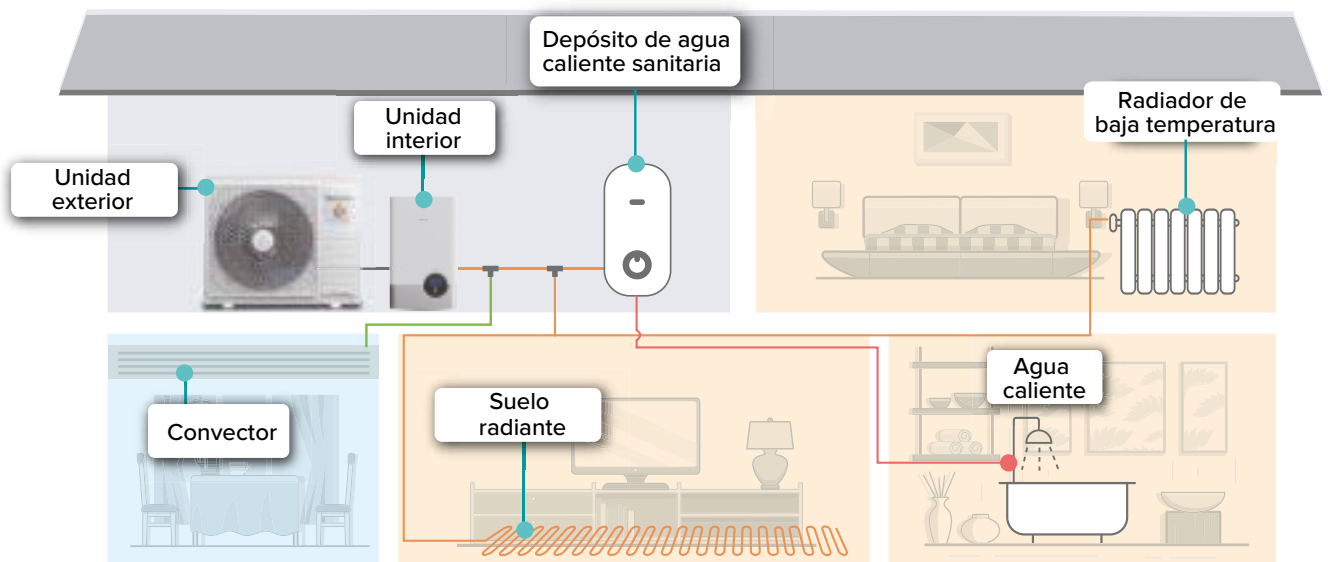 Depósito de agua
caliente sanitaria
Unidad
interior
Radiador de
baja temperatura
Unidad
exterior
Agua
caliente
Suelo
radiante
Convector